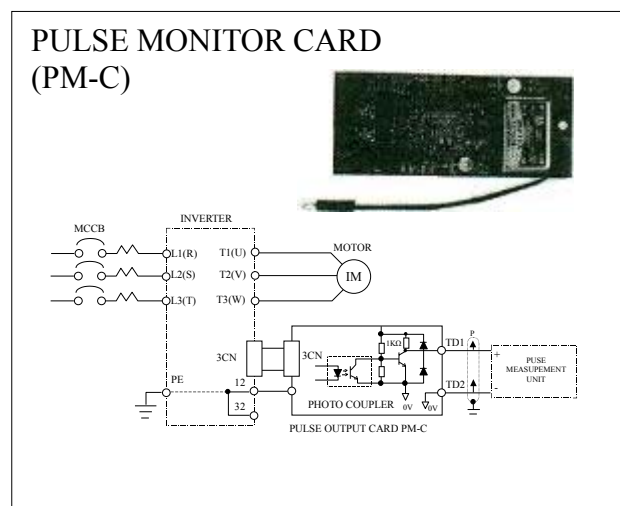 PULSE MONITOR CARD
(PM-C)
INVERTER
MCCB
L1(R)
T1(U)
MOTOR
L2(S)
T2(V)
IM
L3(T)
T3(W)
3CN
3CN
1KΩ
TD1
P
+
PUSE
MEASUPEMENT
UNIT
PE
12
TD2
-
32
PHOTO COUPLER
0V
0V
PULSE OUTPUT CARD PM-C